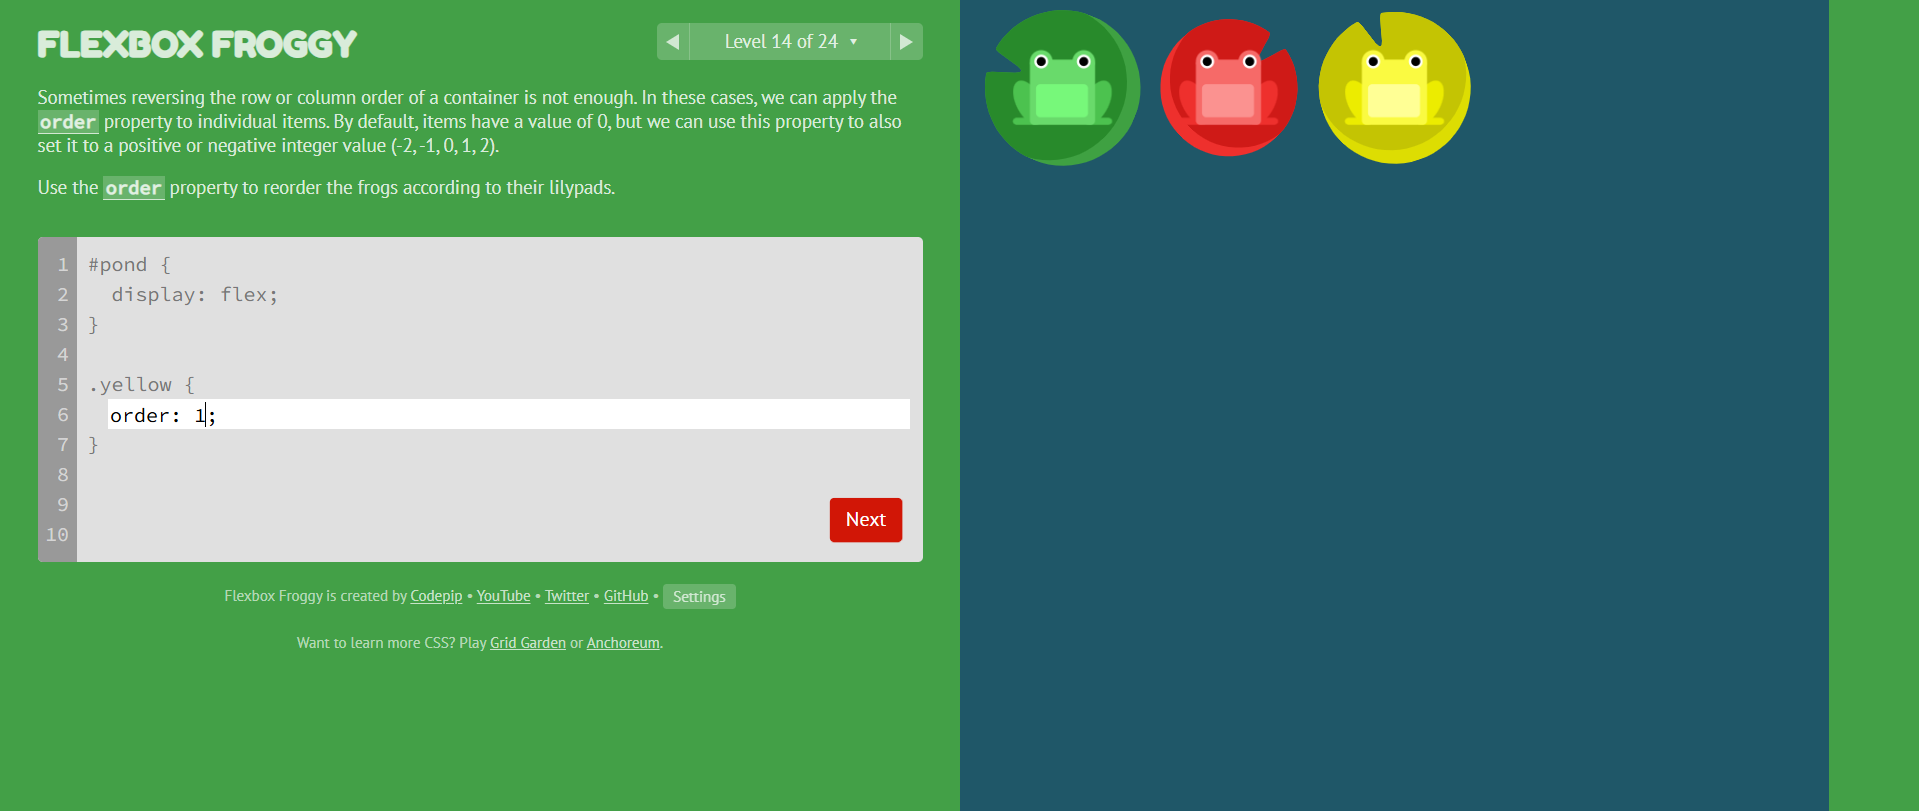 FLEXBOX FROGGY
Level 14 of 24
Sometimes reversing the row or column order of a container is not enough. In these cases, we can apply the
order property to individual items. By default, items have a value of 0, but we can use this property to also
set it to a positive or negative integer value (-2, -1, 0, 1, 2).
Use the order property to reorder the frogs according to their lilypads.
1 #pond {
2 display: flex;
3 }
4
5 .yellow {
6 order: 1;
7 }
8
9
10
Next
Flexbox Froggy is created by Codepip • YouTube • Twitter • GitHub • Settings
Want to learn more CSS? Play Grid Garden or Anchoreum.